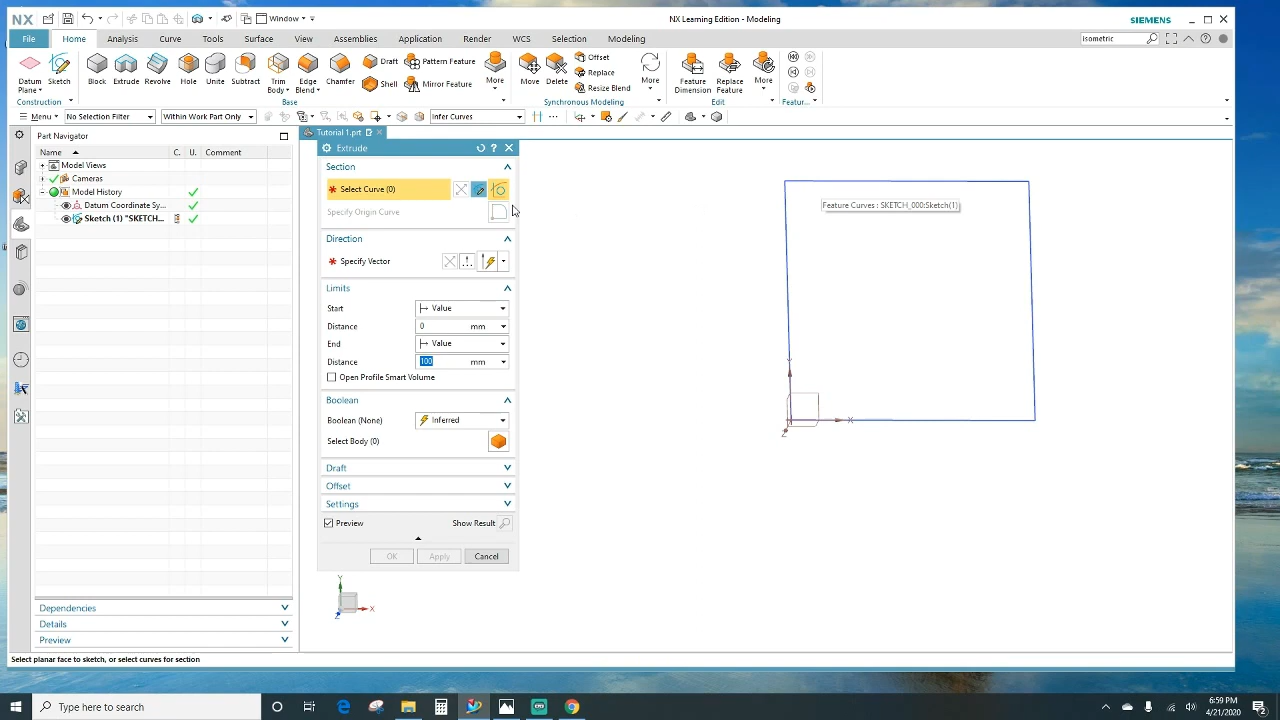 NX
Window
NX Learning Edition - Modeling
SIEMENS
File Home Analysis Curve Tools Surface View Assemblies Application Render WCS Selection Modeling
isometric
Datum Plane
Sketch
Block
Extrude
Revolve
Hole
Unite
Subtract
Trim Body
Edge Blend
Chamfer
Draft
Shell
Pattern Feature
Mirror Feature
More
Move
Delete
Offset
Replace
Resize Blend
More
Feature Dimension
Replace Feature
More
Construction Base Synchronous Modeling Edit Featur...
Menu No Selection Filter Within Work Part Only Infer Curves
Part Navigator
Tutorial 1.prt
Name C. U. Comment
Model Views
Cameras
Model History
Datum Coordinate Sy...
Sketch (1) "SKETCH...
Dependencies
Details
Preview
Extrude
Section
Select Curve (0)
Specify Origin Curve
Direction
Specify Vector
Limits
Start Value
Distance 0 mm
End Value
Distance 100 mm
Open Profile Smart Volume
Boolean
Boolean (None) Inferred
Select Body (0)
Draft
Offset
Settings
Preview Show Result
OK Apply Cancel
Feature Curves : SKETCH_000:Sketch(1)
X
Z
Y
X
Z
Select planar face to sketch, or select curves for section
Type here to search
6:59 PM
4/21/2020